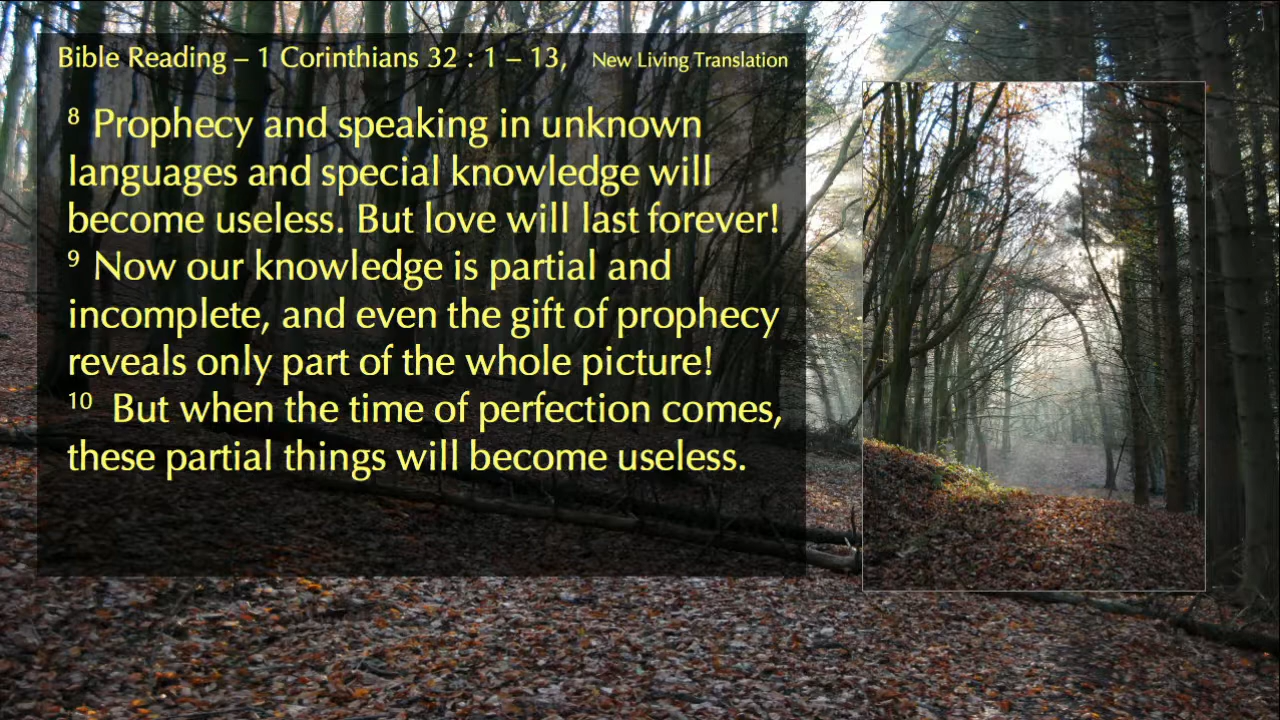 Bible Reading – 1 Corinthians 32 : 1 – 13, New Living Translation
8 Prophecy and speaking in unknown
languages and special knowledge will
become useless. But love will last forever!
9 Now our knowledge is partial and
incomplete, and even the gift of prophecy
reveals only part of the whole picture!
10 But when the time of perfection comes,
these partial things will become useless.